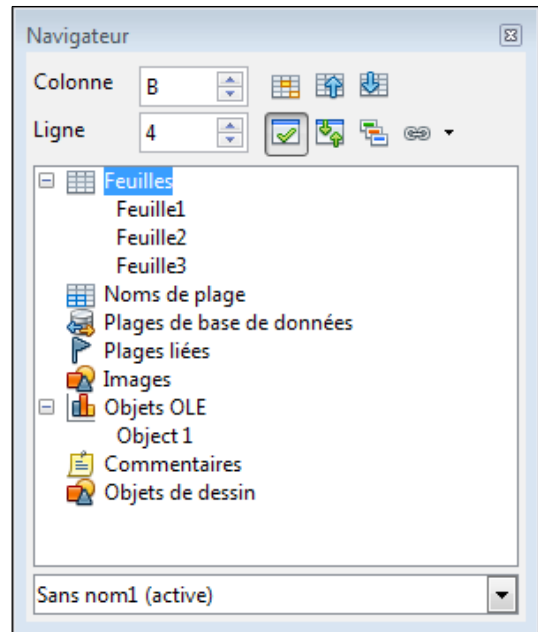 Navigateur
Colonne B
Ligne 4
Feuilles
Feuille1
Feuille2
Feuille3
Noms de plage
Plages de base de données
Plages liées
Images
Objets OLE
Object 1
Commentaires
Objets de dessin
Sans nom1 (active)